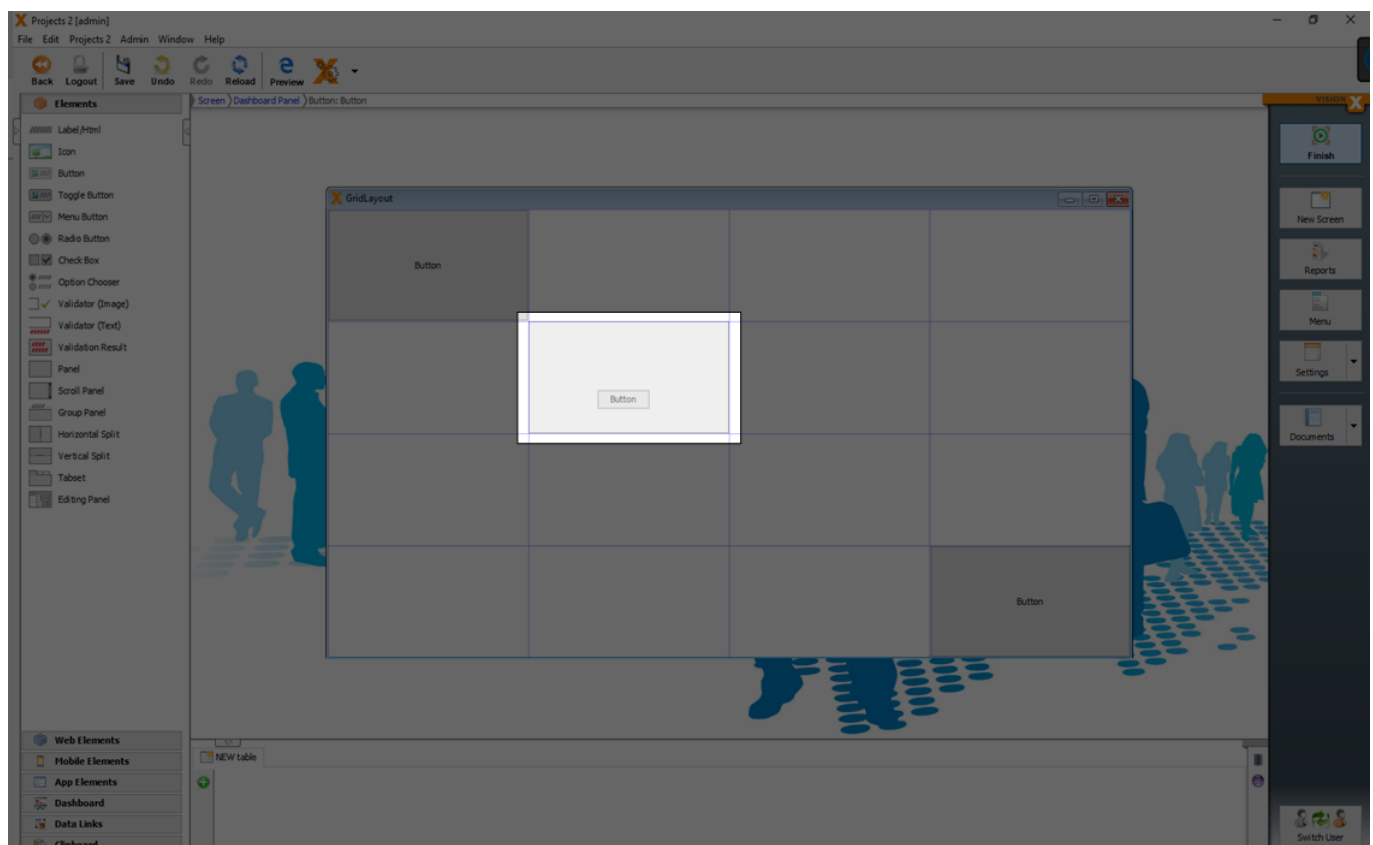 Projects 2 [admin]
File Edit Projects 2 Admin Window Help
Back Logout Save Undo Redo Reload Preview
Elements
Screen Dashboard Panel Button: Button
VISION X
Label/Html
Icon
Button
Toggle Button
Menu Button
Radio Button
Check Box
Option Chooser
Validator (Image)
Validator (Text)
Validation Result
Panel
Scroll Panel
Group Panel
Horizontal Split
Vertical Split
Tabset
Editing Panel
GridLayout
Button
Button
Button
Finish
New Screen
Reports
Menu
Settings
Documents
Web Elements
Mobile Elements
App Elements
Dashboard
Data Links
Clipboard
NEW table
Switch User